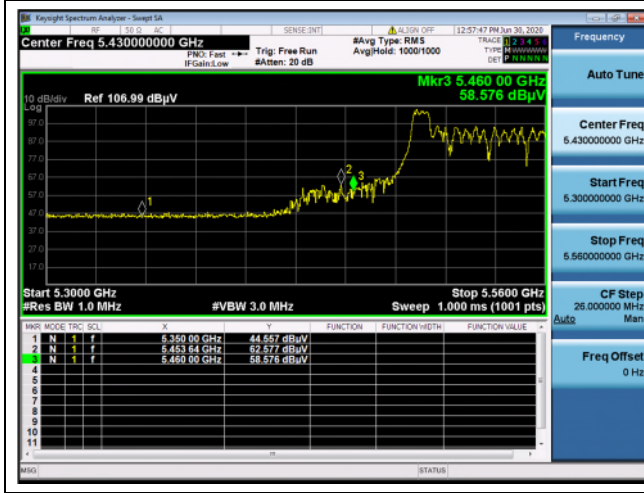 Keysight Spectrum Analyzer - Swept SA
RF 50 Ω AC SENSE:INT ALIGN OFF 12:57:47 PM Jun 30, 2020
Center Freq 5.430000000 GHz #Avg Type: RMS TRACE 1 2 3 4 5 6
PNO: Fast Trig: Free Run Avg|Hold: 1000/1000 TYPE M WWWWW
IFGain:Low #Atten: 20 dB DET P N N N N N
Mkr3 5.460 00 GHz
10 dB/div Ref 106.99 dBµV 58.576 dBµV
Log
97.0
87.0
77.0
67.0
57.0
47.0
37.0
27.0
17.0
1
2
3
Start 5.3000 GHz Stop 5.5600 GHz
#Res BW 1.0 MHz #VBW 3.0 MHz Sweep 1.000 ms (1001 pts)
MKR MODE TRC SCL X Y FUNCTION FUNCTION WIDTH FUNCTION VALUE
1 N 1 f 5.350 00 GHz 44.557 dBµV
2 N 1 f 5.453 64 GHz 62.577 dBµV
3 N 1 f 5.460 00 GHz 58.576 dBµV
4
5
6
7
8
9
10
11
MSG STATUS
Frequency
Auto Tune
Center Freq
5.430000000 GHz
Start Freq
5.300000000 GHz
Stop Freq
5.560000000 GHz
CF Step
26.000000 MHz
Auto Man
Freq Offset
0 Hz